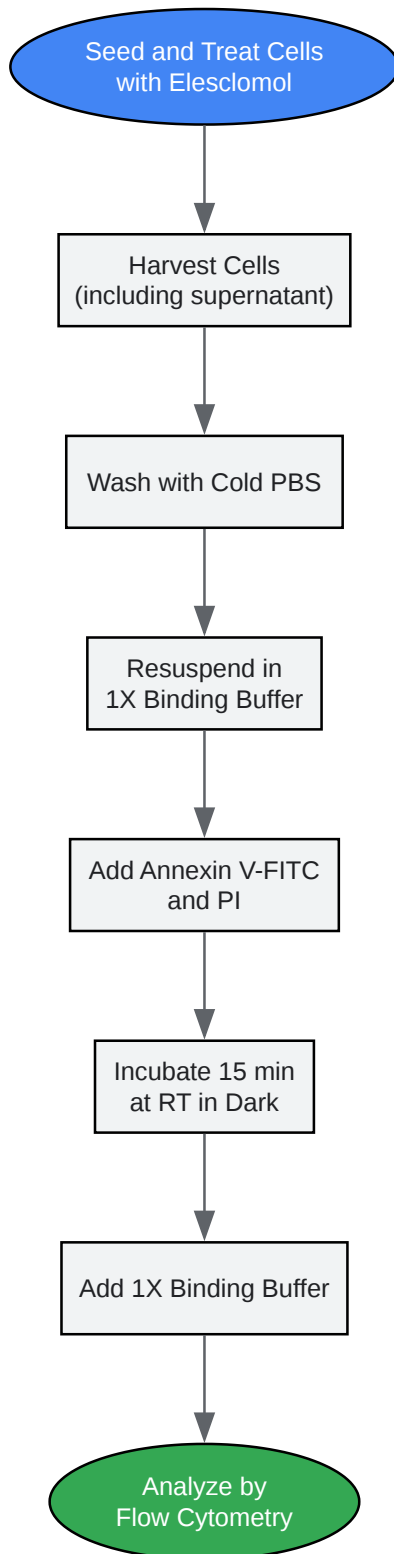 Seed and Treat Cells
with Elesclomol
Harvest Cells
(including supernatant)
Wash with Cold PBS
Resuspend in
1X Binding Buffer
Add Annexin V-FITC
and PI
Incubate 15 min
at RT in Dark
Add 1X Binding Buffer
Analyze by
Flow Cytometry